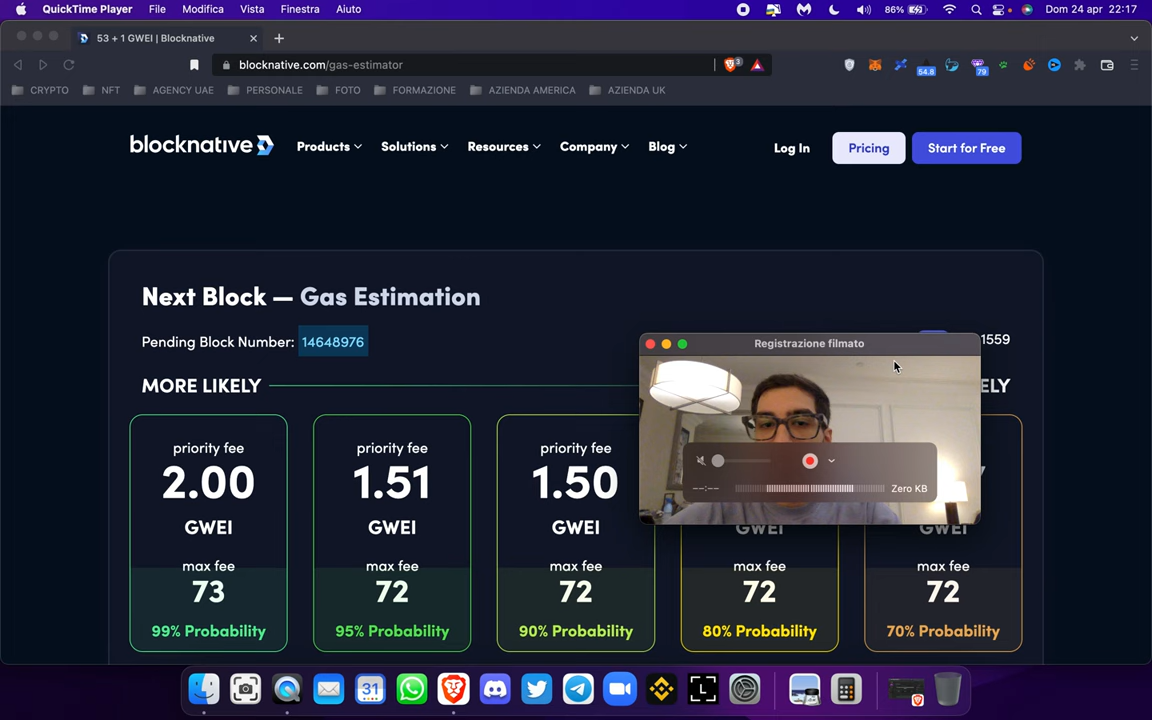 QuickTime Player File Modifica Vista Finestra Aiuto 86% Dom 24 apr 22:17
53 + 1 GWEI | Blocknative
blocknative.com/gas-estimator 3 54.8 79
CRYPTO NFT AGENCY UAE PERSONALE FOTO FORMAZIONE AZIENDA AMERICA AZIENDA UK
blocknative Products Solutions Resources Company Blog Log In Pricing Start for Free
Next Block — Gas Estimation
Pending Block Number: 14648976
1559
Registrazione filmato
MORE LIKELY
ELY
priority fee
2.00
GWEI
max fee
73
99% Probability
priority fee
1.51
GWEI
max fee
72
95% Probability
priority fee
1.50
GWEI
max fee
72
90% Probability
--:-- Zero KB
GWEI
max fee
72
80% Probability
GWEI
max fee
72
70% Probability
31
L